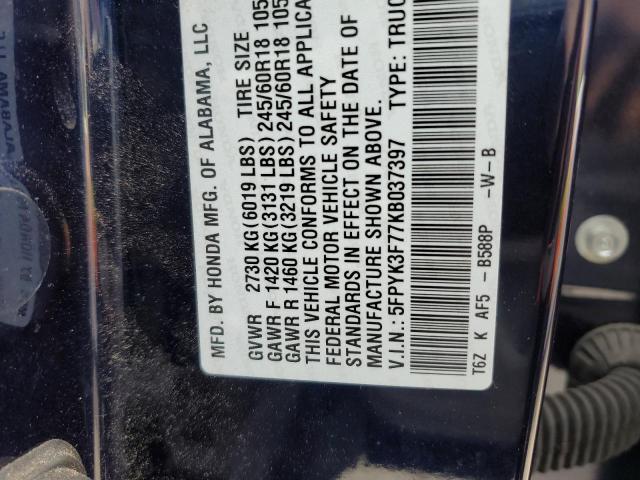 MFD. BY HONDA MFG. OF ALABAMA, LLC
GVWR 2730 KG(6019 LBS) TIRE SIZE
GAWR F 1420 KG(3131 LBS) 245/60R18 105
GAWR R 1460 KG(3219 LBS) 245/60R18 105
THIS VEHICLE CONFORMS TO ALL APPLICA
FEDERAL MOTOR VEHICLE SAFETY
STANDARDS IN EFFECT ON THE DATE OF
MANUFACTURE SHOWN ABOVE.
V.I.N.: 5FPYK3F77KB037397 TYPE: TRUC
T6Z K AF5 - B588P -W-B